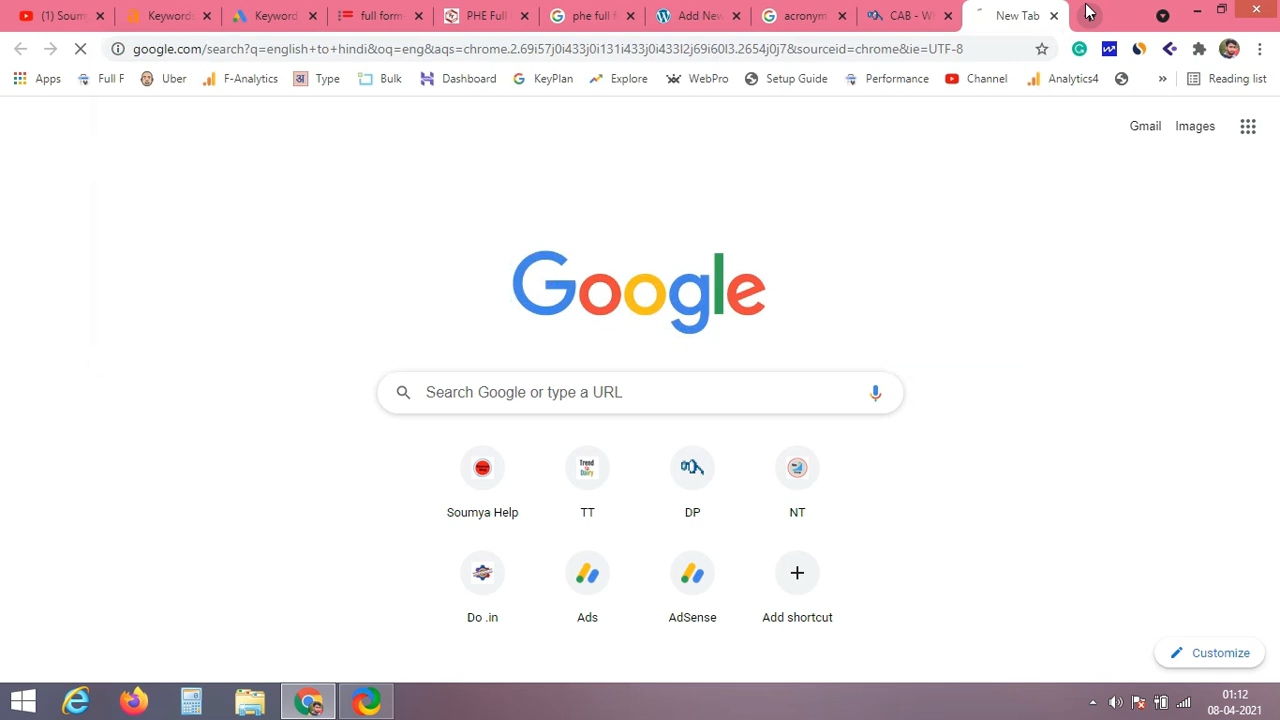 (1) Soum
Keyword
Keyword
full form
PHE Full
phe full f
Add New
acronym
CAB - W
New Tab
google.com/search?q=english+to+hindi&oq=eng&aqs=chrome.2.69i57j0i433j0i131i433j0i433l2j69i60l3.2654j0j7&sourceid=chrome&ie=UTF-8
Apps
Full F
Uber
F-Analytics
अ
Type
Bulk
Dashboard
KeyPlan
Explore
WebPro
Setup Guide
Performance
Channel
Analytics4
»
Reading list
Gmail
Images
Google
Search Google or type a URL
Trend
Dairy
Soumya Help
TT
DP
NT
Do .in
Ads
AdSense
Add shortcut
Customize
01:12
08-04-2021